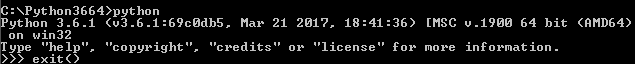 C:\Python3664>python
Python 3.6.1 (v3.6.1:69c0db5, Mar 21 2017, 18:41:36) [MSC v.1900 64 bit (AMD64)]
 on win32
Type "help", "copyright", "credits" or "license" for more information.
>>> exit()